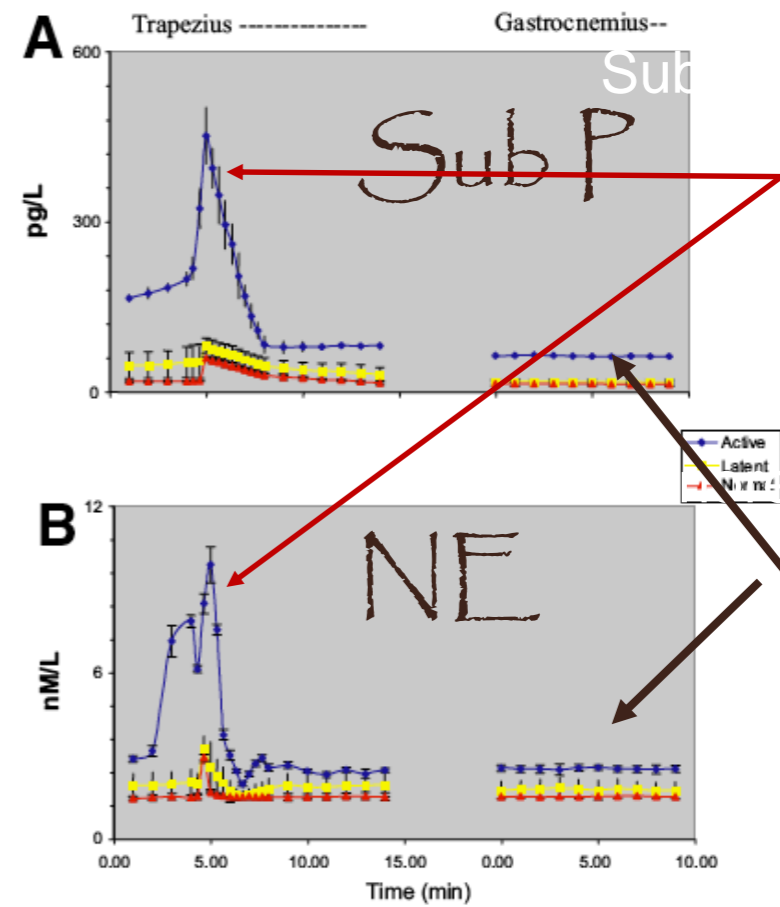 Trapezius --------------
Gastrocnemius--
A
600
Sub
Sub P
pg/L
300
0
Active
Latent
B
12
NE
nM/L
6
0
0.00 5.00 10.00 15.00 0.00 5.00 10.00
Time (min)